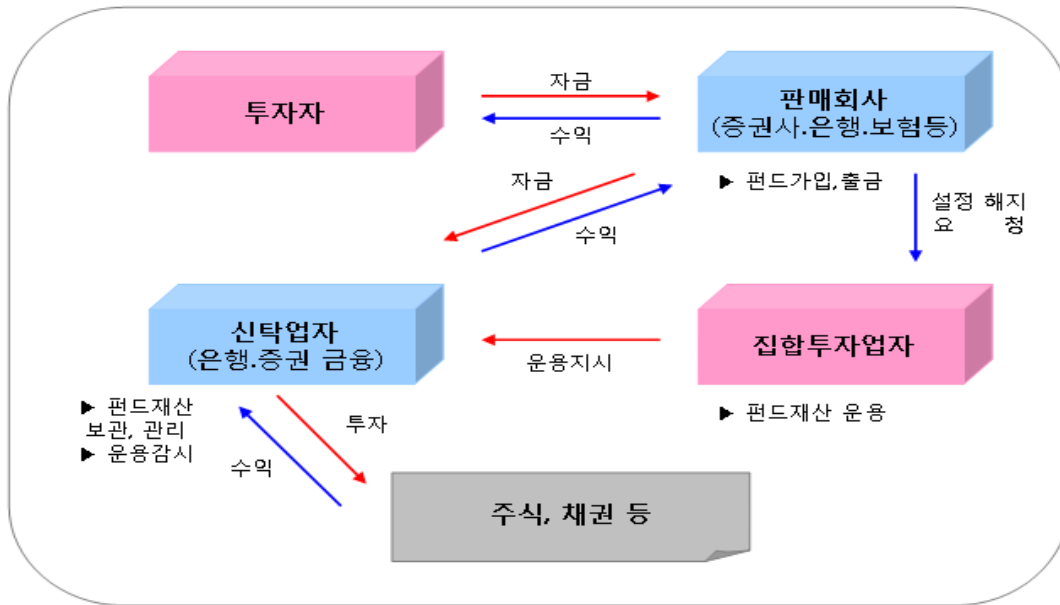 투자자
자금
수익
판매회사
(증권사.은행.보험등)
▶ 펀드가입,출금
자금
수익
설정 해지
요 청
신탁업자
(은행.증권 금융)
▶ 펀드재산
보관, 관리
▶ 운용감시
운용지시
집합투자업자
▶ 펀드재산 운용
투자
수익
주식, 채권 등